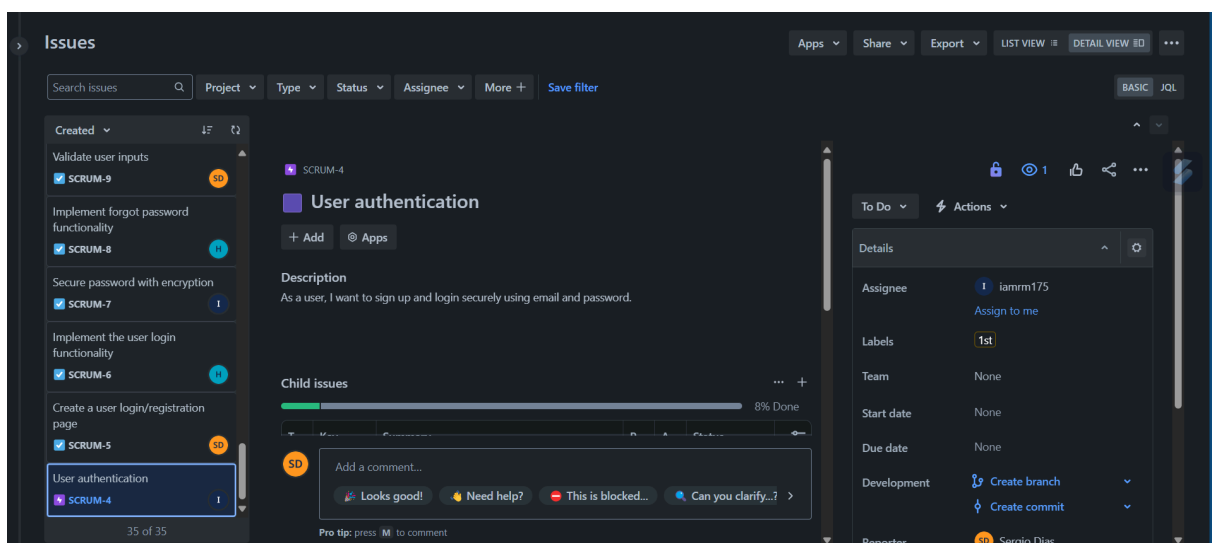 Issues
Apps Share Export LIST VIEW DETAIL VIEW
Search issues Project Type Status Assignee More + Save filter BASIC JQL
Created
Validate user inputs
SCRUM-9 SD
Implement forgot password
functionality
SCRUM-8 H
Secure password with encryption
SCRUM-7 I
Implement the user login
functionality
SCRUM-6 H
Create a user login/registration
page
SCRUM-5 SD
User authentication
SCRUM-4 I
35 of 35
SCRUM-4
User authentication
+ Add Apps
Description
As a user, I want to sign up and login securely using email and password.
Child issues
8% Done
Key Summary Status
SD Add a comment...
Looks good! Need help? This is blocked... Can you clarify...?
Pro tip: press M to comment
1
To Do Actions
Details
Assignee I iamrm175
Assign to me
Labels 1st
Team None
Start date None
Due date None
Development Create branch
Create commit
Reporter SD Sergio Dias